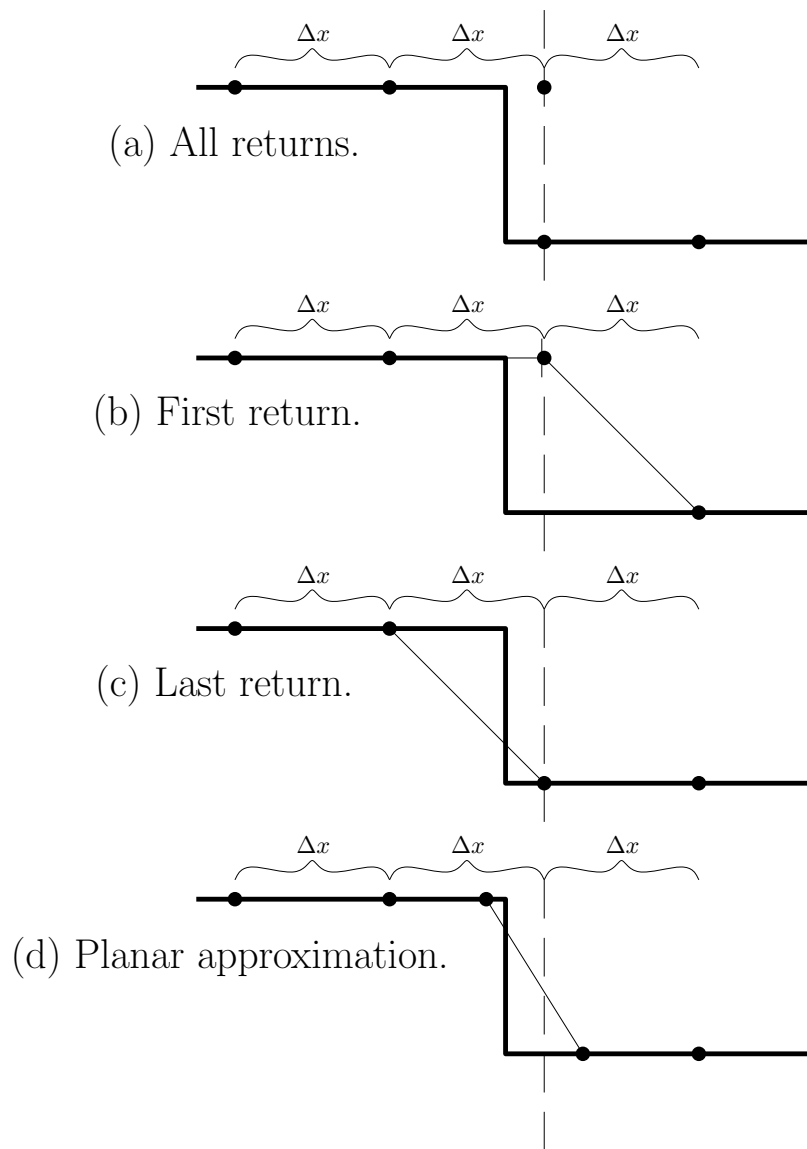 Δx Δx Δx
(a) All returns.
Δx Δx Δx
(b) First return.
Δx Δx Δx
(c) Last return.
Δx Δx Δx
(d) Planar approximation.